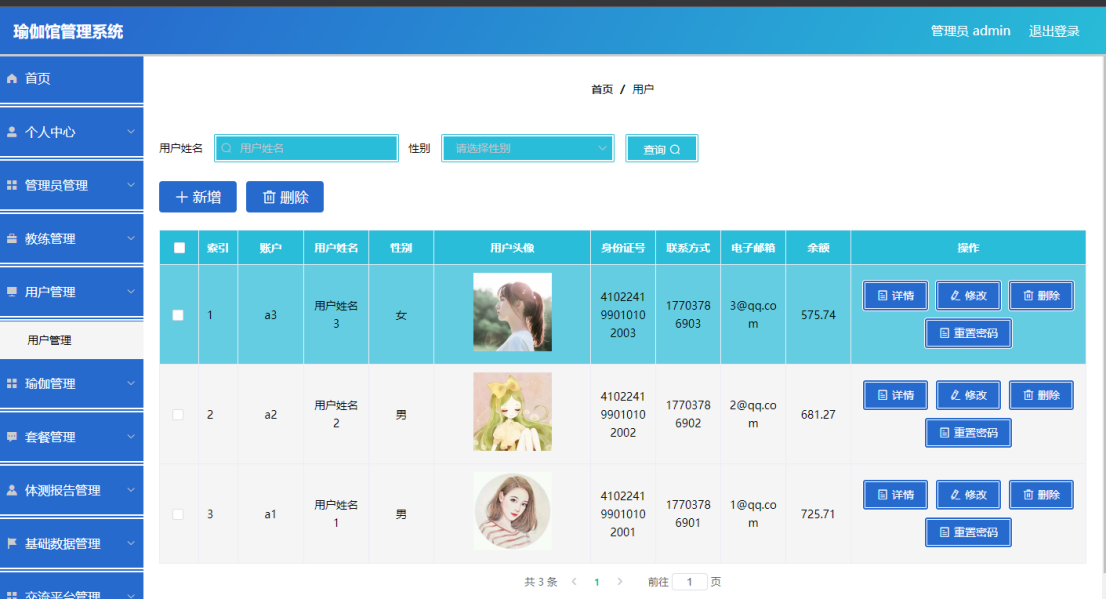 瑜伽馆管理系统
管理员 admin 退出登录
首页
个人中心
管理员管理
教练管理
用户管理
用户管理
瑜伽管理
套餐管理
体测报告管理
基础数据管理
交流平台管理
首页 / 用户
用户姓名 用户姓名 性别 请选择性别 查询
新增 删除
索引 账户 用户姓名 性别 用户头像 身份证号 联系方式 电子邮箱 余额 操作
1 a3 用户姓名3 女 410224199010102003 17703786903 3@qq.com 575.74 详情 修改 删除
重置密码
2 a2 用户姓名2 男 410224199010102002 17703786902 2@qq.com 681.27 详情 修改 删除
重置密码
3 a1 用户姓名1 男 410224199010102001 17703786901 1@qq.com 725.71 详情 修改 删除
重置密码
共 3 条 1 前往 1 页